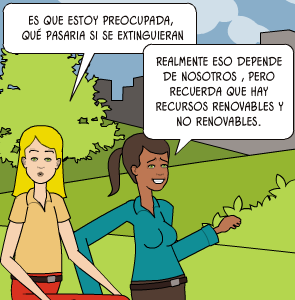 ES QUE ESTOY PREOCUPADA,
QUÉ PASARIA SI SE EXTINGUIERAN
REALMENTE ESO DEPENDE
DE NOSOTROS , PERO
RECUERDA QUE HAY
RECURSOS RENOVABLES Y
NO RENOVABLES.